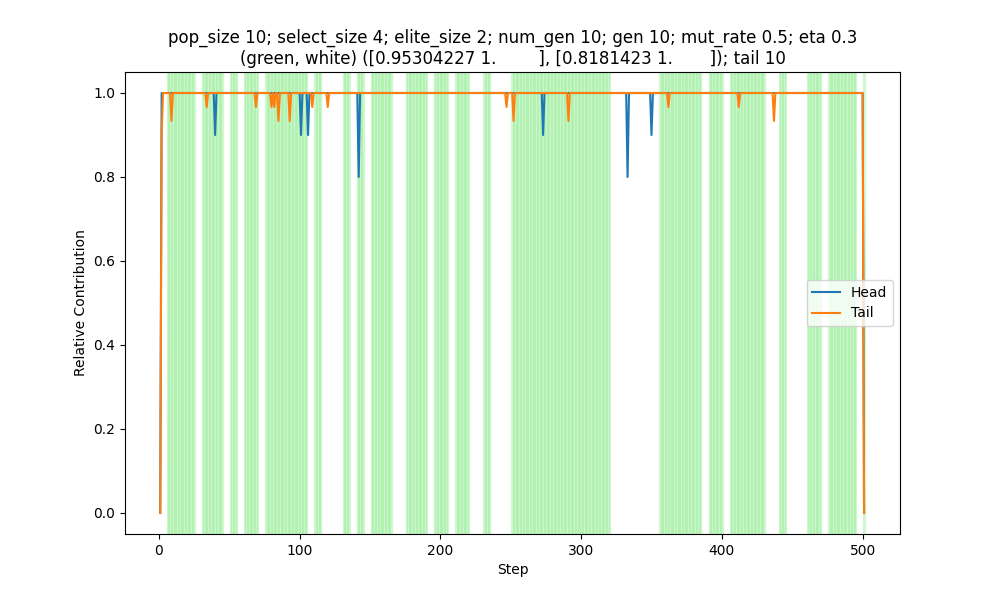 pop_size 10; select_size 4; elite_size 2; num_gen 10; gen 10; mut_rate 0.5; eta 0.3
(green, white) ([0.95304227 1.        ], [0.8181423 1.        ]); tail 10
1.0
0.8
0.6
0.4
0.2
0.0
Relative Contribution
Head
Tail
0
100
200
300
400
500
Step